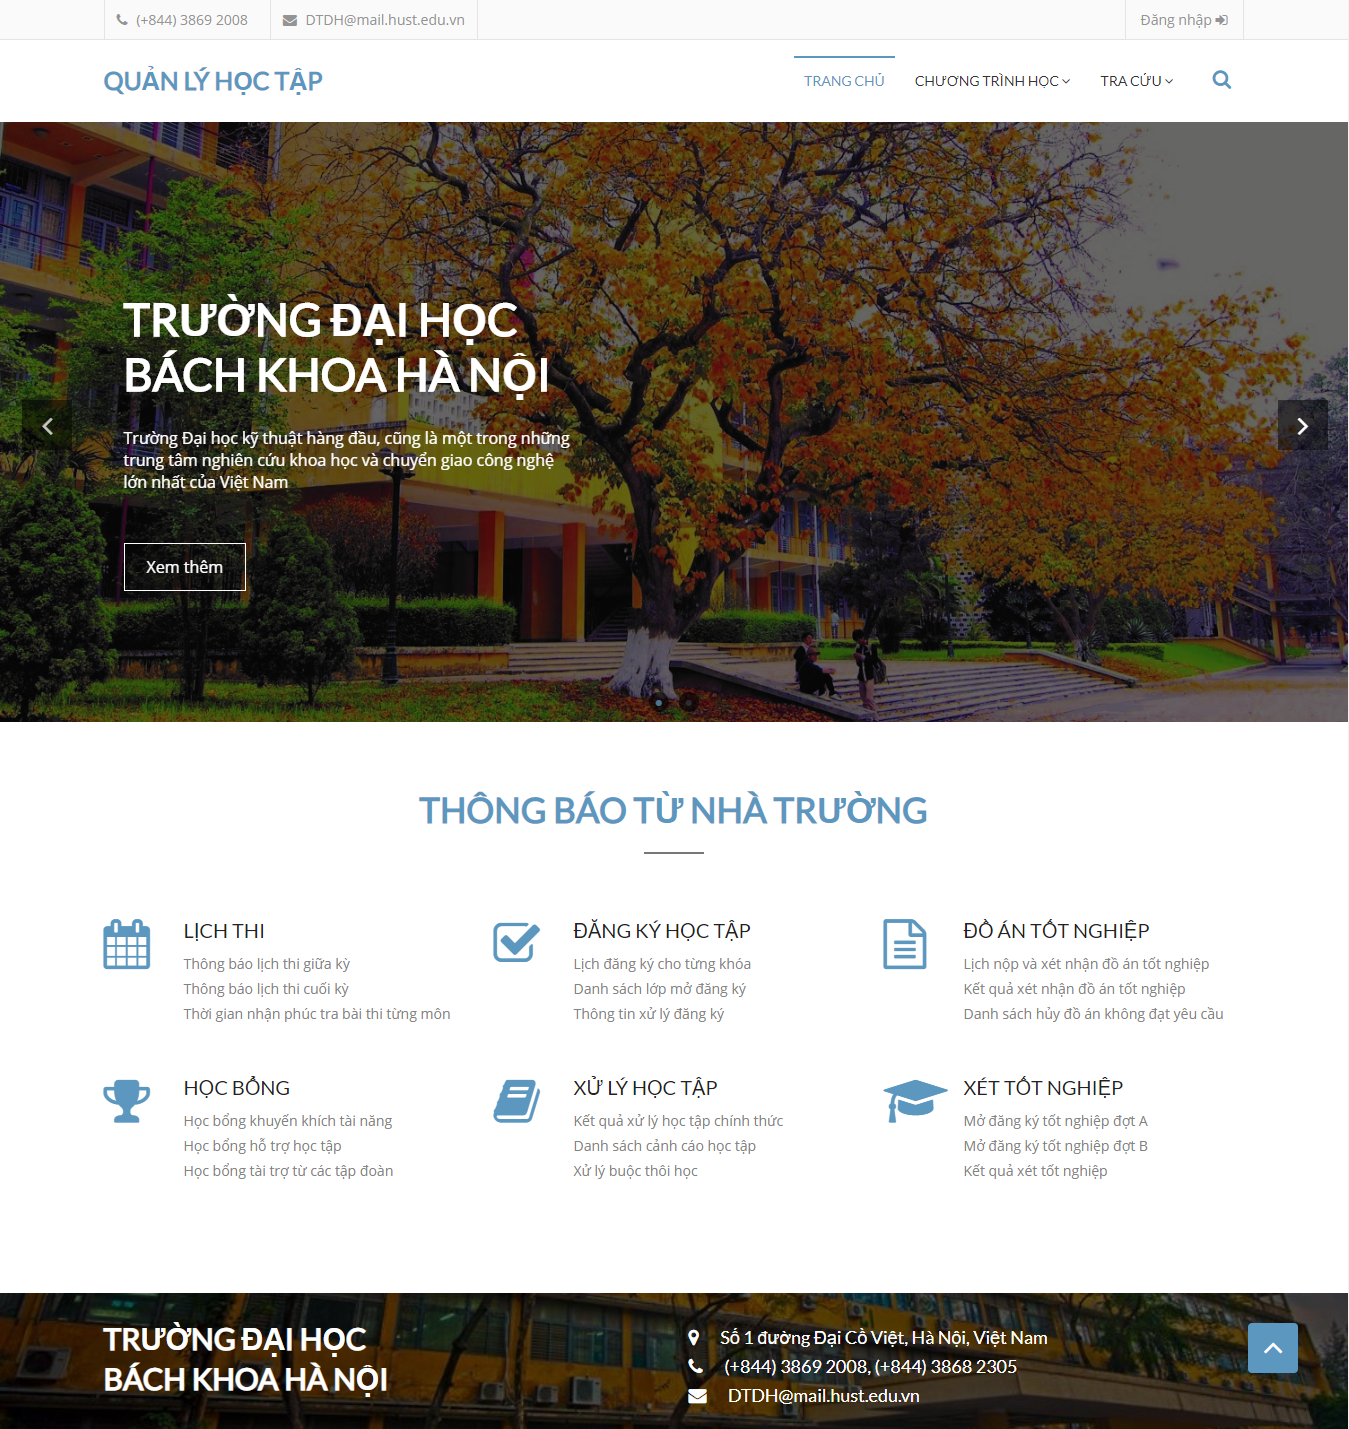 (+844) 3869 2008
DTDH@mail.hust.edu.vn
Đăng nhập
QUẢN LÝ HỌC TẬP
TRANG CHỦ
CHƯƠNG TRÌNH HỌC
TRA CỨU
TRƯỜNG ĐẠI HỌC
BÁCH KHOA HÀ NỘI
Trường Đại học kỹ thuật hàng đầu, cũng là một trong những
trung tâm nghiên cứu khoa học và chuyển giao công nghệ
lớn nhất của Việt Nam
Xem thêm
THÔNG BÁO TỪ NHÀ TRƯỜNG
LỊCH THI
Thông báo lịch thi giữa kỳ
Thông báo lịch thi cuối kỳ
Thời gian nhận phúc tra bài thi từng môn
ĐĂNG KÝ HỌC TẬP
Lịch đăng ký cho từng khóa
Danh sách lớp mở đăng ký
Thông tin xử lý đăng ký
ĐỒ ÁN TỐT NGHIỆP
Lịch nộp và xét nhận đồ án tốt nghiệp
Kết quả xét nhận đồ án tốt nghiệp
Danh sách hủy đồ án không đạt yêu cầu
HỌC BỔNG
Học bổng khuyến khích tài năng
Học bổng hỗ trợ học tập
Học bổng tài trợ từ các tập đoàn
XỬ LÝ HỌC TẬP
Kết quả xử lý học tập chính thức
Danh sách cảnh cáo học tập
Xử lý buộc thôi học
XÉT TỐT NGHIỆP
Mở đăng ký tốt nghiệp đợt A
Mở đăng ký tốt nghiệp đợt B
Kết quả xét tốt nghiệp
TRƯỜNG ĐẠI HỌC
BÁCH KHOA HÀ NỘI
Số 1 đường Đại Cồ Việt, Hà Nội, Việt Nam
(+844) 3869 2008, (+844) 3868 2305
DTDH@mail.hust.edu.vn